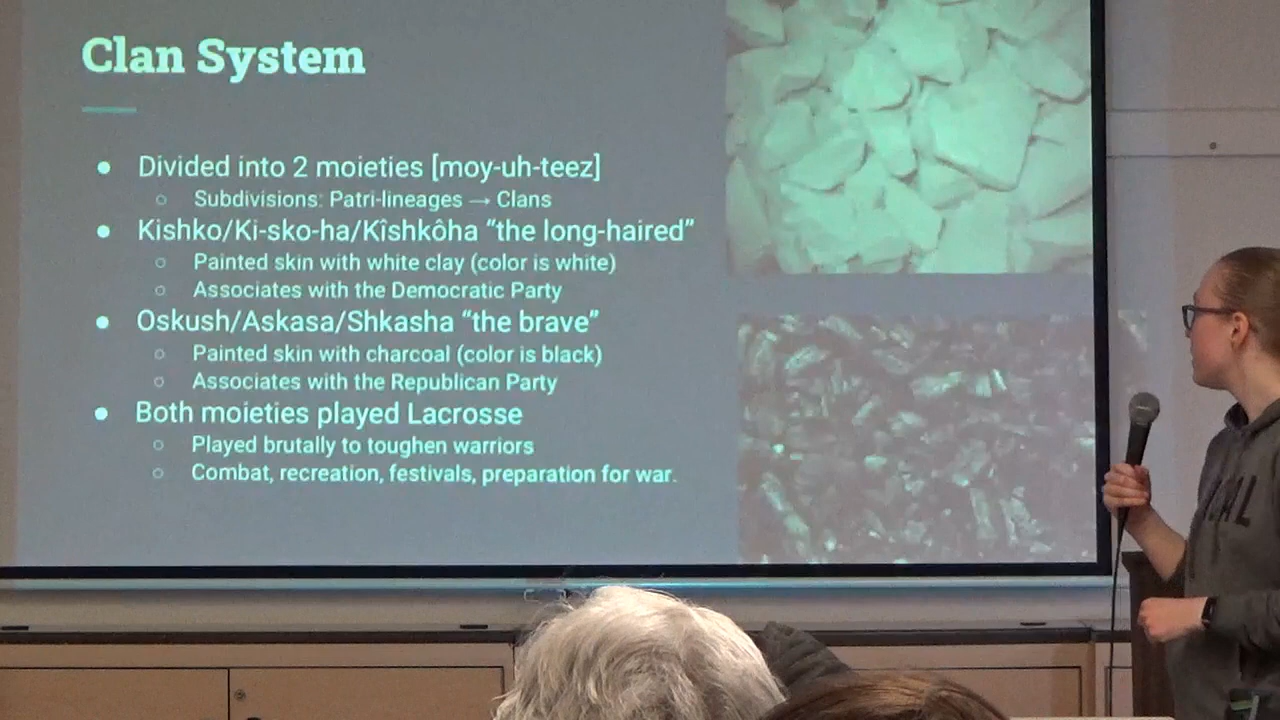 Clan System
● Divided into 2 moieties [moy-uh-teez]
○ Subdivisions: Patri-lineages → Clans
● Kishko/Ki-sko-ha/Kîshkôha “the long-haired”
○ Painted skin with white clay (color is white)
○ Associates with the Democratic Party
● Oskush/Askasa/Shkasha “the brave”
○ Painted skin with charcoal (color is black)
○ Associates with the Republican Party
● Both moieties played Lacrosse
○ Played brutally to toughen warriors
○ Combat, recreation, festivals, preparation for war.